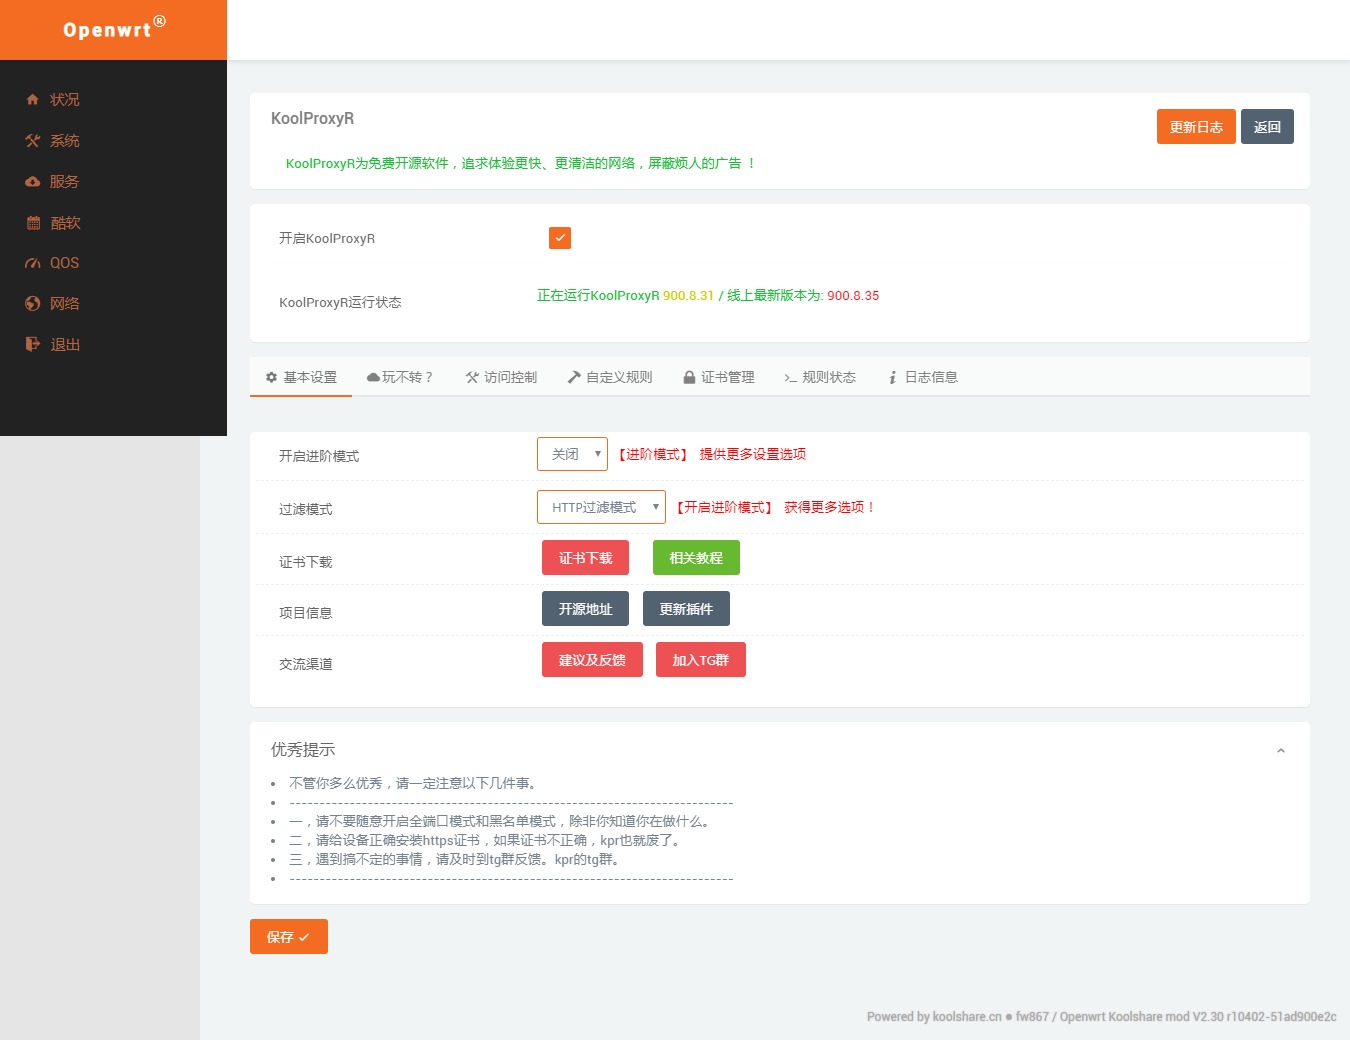 Openwrt®
状况
系统
服务
酷软
QOS
网络
退出
KoolProxyR
更新日志 返回
KoolProxyR为免费开源软件，追求体验更快、更清洁的网络，屏蔽烦人的广告 ！
开启KoolProxyR
KoolProxyR运行状态 正在运行KoolProxyR 900.8.31 / 线上最新版本为: 900.8.35
基本设置 玩不转？ 访问控制 自定义规则 证书管理 规则状态 日志信息
开启进阶模式 关闭 【进阶模式】 提供更多设置选项
过滤模式 HTTP过滤模式 【开启进阶模式】 获得更多选项！
证书下载 证书下载 相关教程
项目信息 开源地址 更新插件
交流渠道 建议及反馈 加入TG群
优秀提示
不管你多么优秀，请一定注意以下几件事。
--------------------------------------------------------------------------
一，请不要随意开启全端口模式和黑名单模式，除非你知道你在做什么。
二，请给设备正确安装https证书，如果证书不正确，kpr也就废了。
三，遇到搞不定的事情，请及时到tg群反馈。kpr的tg群。
--------------------------------------------------------------------------
保存
Powered by koolshare.cn ● fw867 / Openwrt Koolshare mod V2.30 r10402-51ad900e2c